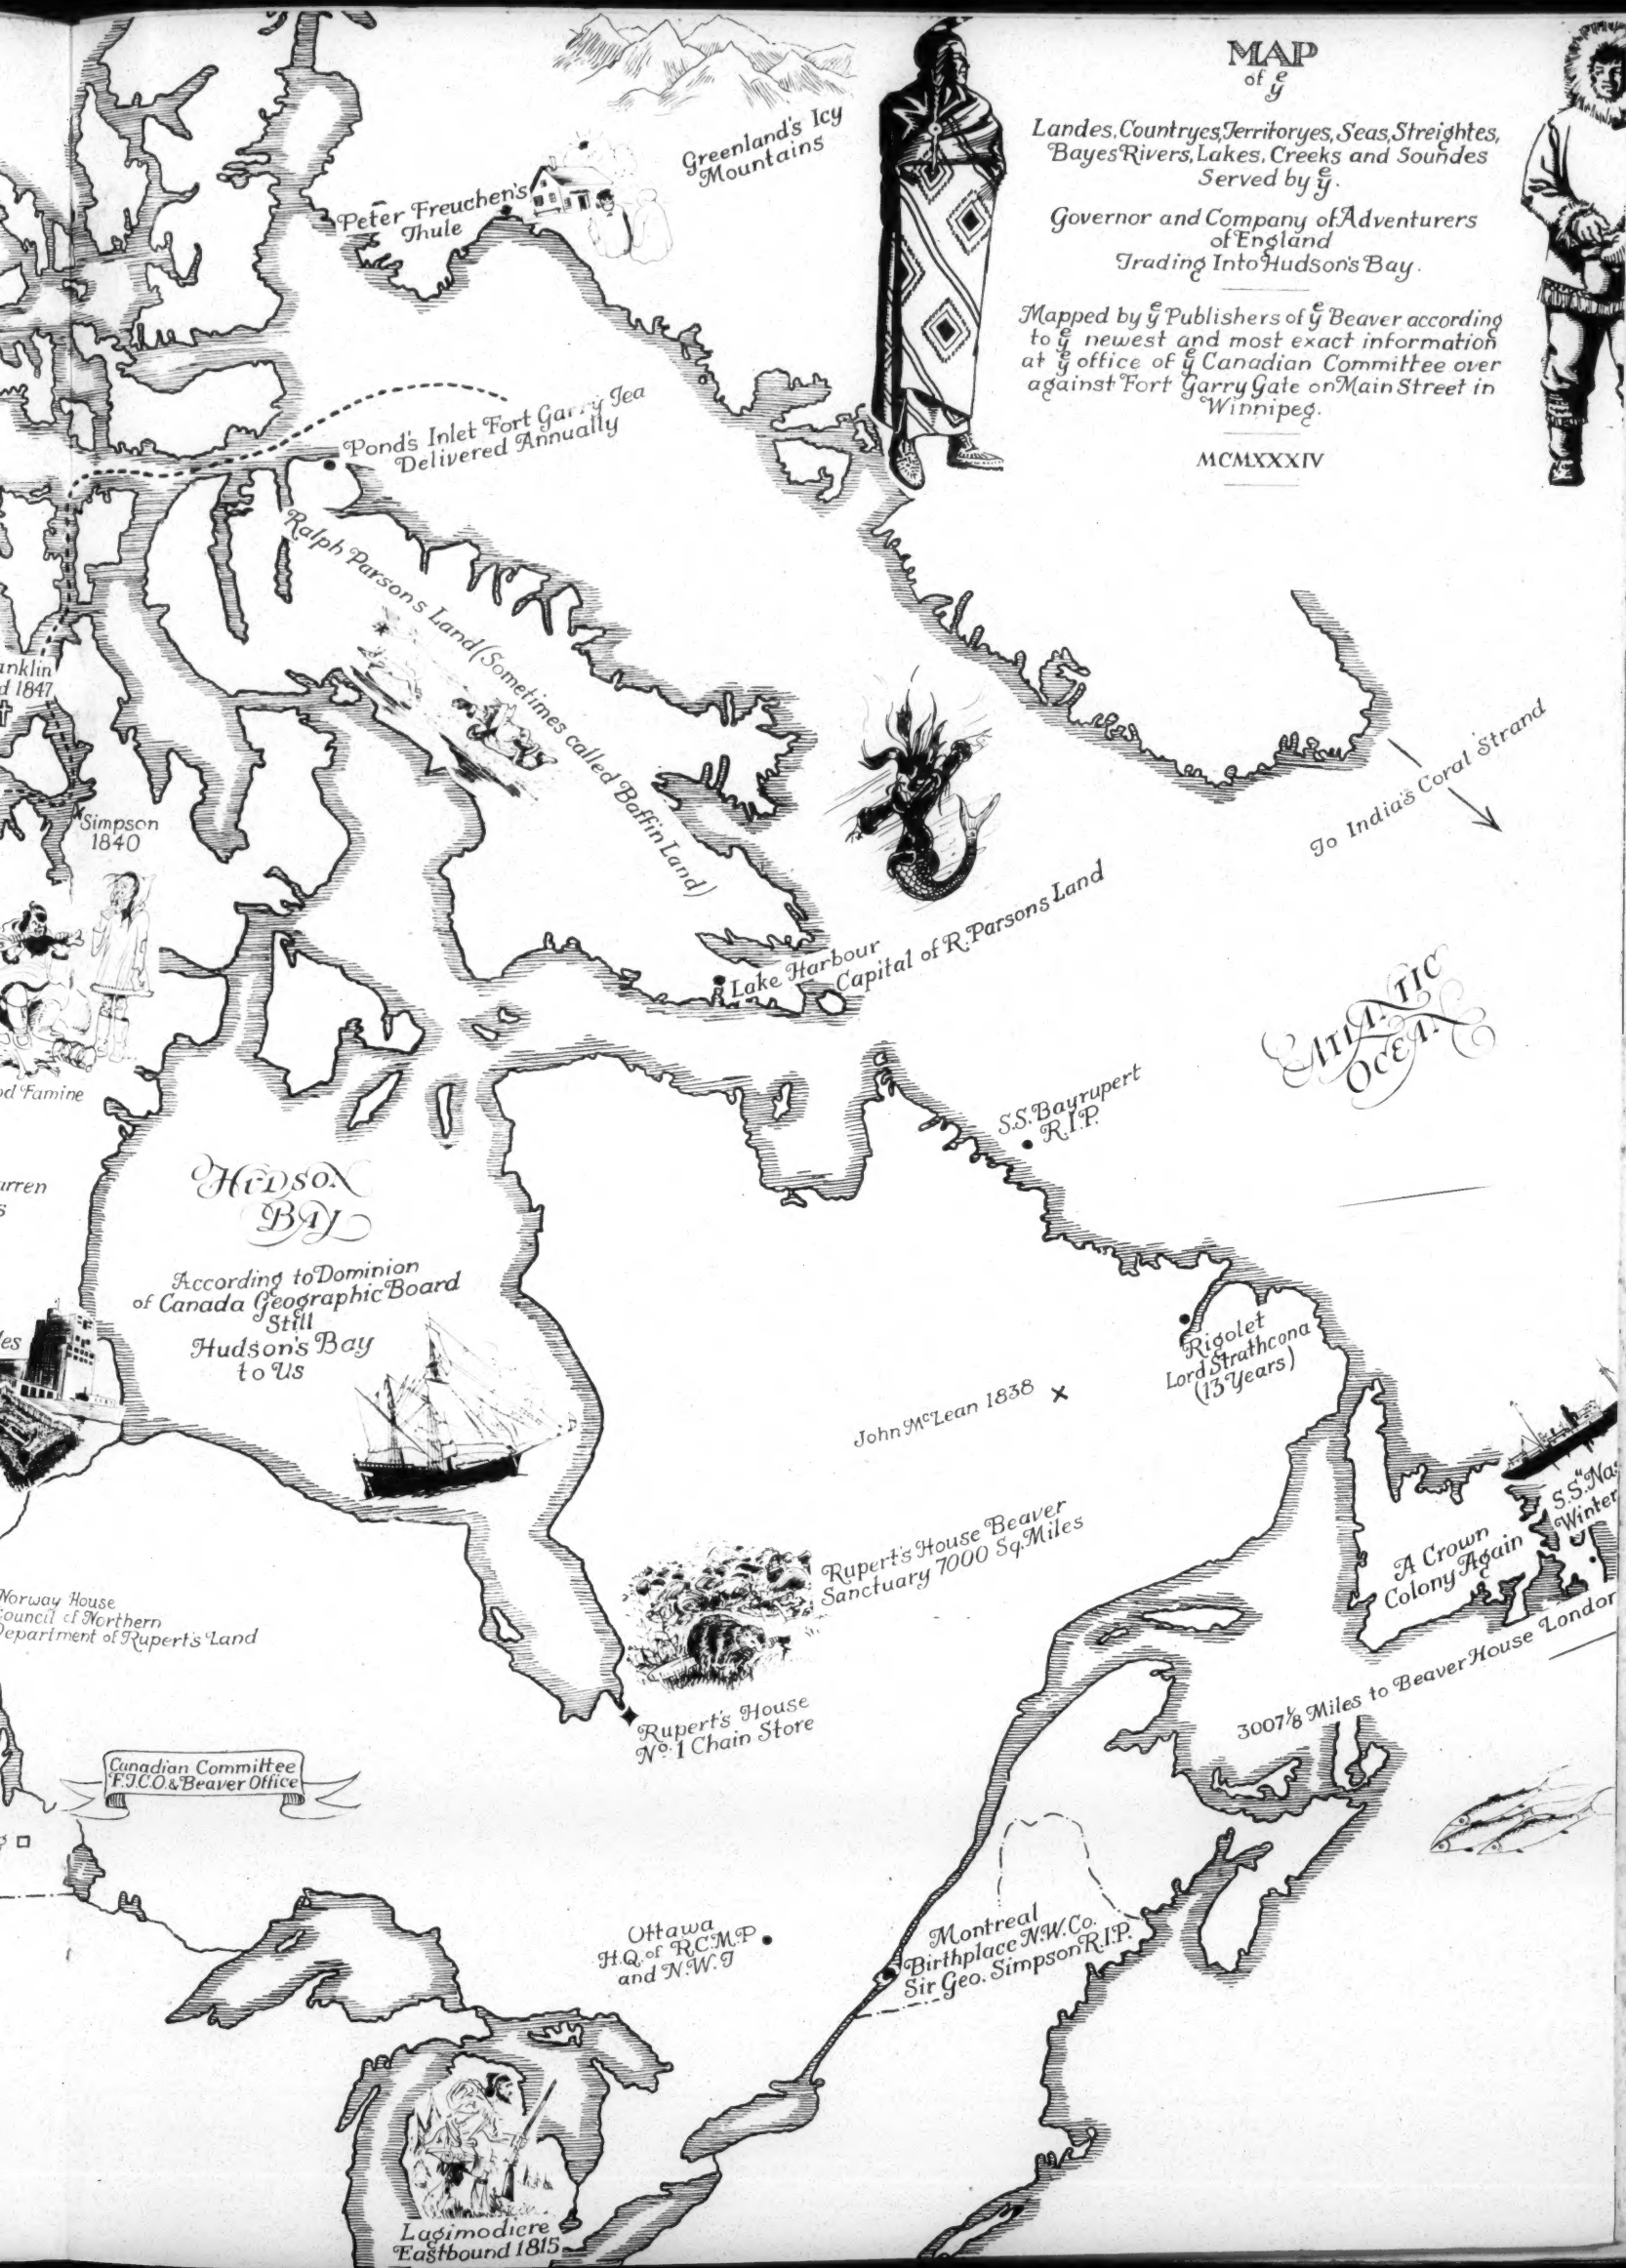 MAP
of yᵉ
Landes, Countryes, Territoryes, Seas, Streightes,
Bayes Rivers, Lakes, Creeks and Soundes
Served by yᵉ.
Governor and Company of Adventurers
of England
Trading Into Hudson's Bay.
Mapped by yᵉ Publishers of yᵉ Beaver according
to yᵉ newest and most exact information
at yᵉ office of yᵉ Canadian Committee over
against Fort Garry Gate on Main Street in
Winnipeg.
MCMXXXIV
Greenland's Icy
Mountains
Peter Freuchen's
Thule
Pond's Inlet Fort Garry Tea
Delivered Annually
Ralph Parsons Land (Sometimes called Baffin Land)
1847
Simpson
1840
To India's Coral Strand
Lake Harbour
Capital of R. Parsons Land
ATLANTIC
OCEAN
Famine
S.S. Bayrupert
R.I.P.
HUDSON
BAY
According to Dominion
of Canada Geographic Board
Still
Hudson's Bay
to Us
Rigolet
Lord Strathcona
(13 Years)
John McLean 1838
S.S. "Nas
Winter
A Crown
Colony Again
Rupert's House Beaver
Sanctuary 7000 Sq. Miles
Norway House
Council of Northern
Department of Rupert's Land
3007⅛ Miles to Beaver House London
Rupert's House
No. 1 Chain Store
Canadian Committee
F.T.C.O. & Beaver Office
Ottawa
H.Q. of R.C.M.P
and N.W.T
Montreal
Birthplace N.W. Co.
Sir Geo. Simpson R.I.P.
Lagimodiere
Eastbound 1815